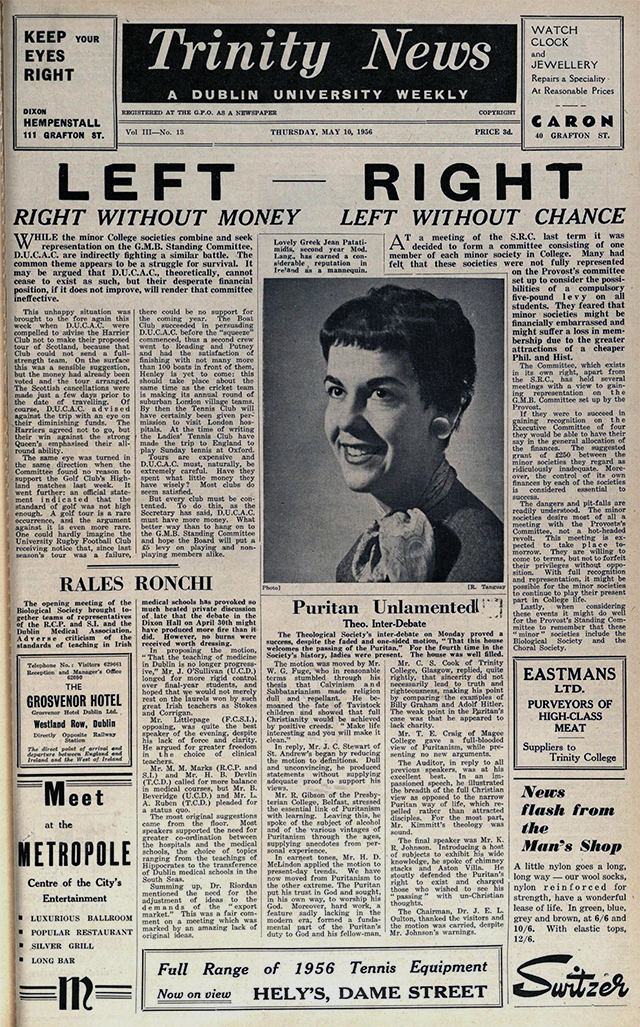 KEEP YOUR
EYES
RIGHT
DIXON
HEMPENSTALL
111 GRAFTON ST.
Trinity News
A DUBLIN UNIVERSITY WEEKLY
REGISTERED AT THE G.P.O. AS A NEWSPAPER
COPYRIGHT
Vol III—No. 13
THURSDAY, MAY 10, 1956
PRICE 3d.
WATCH
CLOCK
and
JEWELLERY
Repairs a Speciality
At Reasonable Prices
CARON
40 GRAFTON ST.
LEFT — RIGHT
RIGHT WITHOUT MONEY
LEFT WITHOUT CHANCE
WHILE the minor College societies combine and seek
representation on the G.M.B. Standing Committee,
D.U.C.A.C. are indirectly fighting a similar battle. The
common theme appears to be a struggle for survival. It
may be argued that D.U.C.A.C., theoretically, cannot
cease to exist as such, but their desperate financial
position, if it does not improve, will render that committee
ineffective.
This unhappy situation was
brought to the fore again this
week when D.U.C.A.C. were
compelled to advise the Harrier
Club not to make their proposed
tour of Scotland, because that
Club could not send a full-
strength team. On the surface
this was a sensible suggestion,
but the money had already been
voted and the tour arranged.
The Scottish cancellations were
made just a few days prior to
the date of travelling. Of
course, D.U.C.A.C. advised
against the trip with an eye on
their diminishing funds. The
Harriers agreed not to go, but
their win against the strong
Queen's emphasised their all-
round ability.
The same eye was turned in
the same direction when the
Committee found no reason to
support the Golf Club's High-
land matches last week. It
went further: an official state-
ment indicated that the
standard of golf was not high
enough. A golf tour is a rare
occurrence, and the argument
against it is even more rare.
One could hardly imagine the
University Rugby Football Club
receiving notice that, since last
season's tour was a failure,
there could be no support for
the coming year. The Boat
Club succeeded in persuading
D.U.C.A.C. before the "squeeze"
commenced, thus a second crew
went to Reading and Putney
and had the satisfaction of
finishing with not many more
than 100 boats in front of them.
Henley is yet to come; this
should take place about the
same time as the cricket team
is making its annual round of
suburban London village teams.
By then the Tennis Club will
have certainly been given per-
mission to visit London hos-
pitals. At the time of writing
the Ladies' Tennis Club have
made the trip to England to
play Sunday tennis at Oxford.
Tours are expensive and
D.U.C.A.C. must, naturally, be
extremely careful. Have they
spent what little money they
have wisely? Most clubs do
seem satisfied.
But every club must be con-
tented. To do this, as the
Secretary has said, D.U.C.A.C.
must have more money. What
better way than to hang on to
the G.M.B. Standing Committee
and hope the Board will put a
£5 levy on playing and non-
playing members alike.
Lovely Greek Jean Patati-
midis, second year Mod.
Lang., has earned a con-
siderable reputation in
Ireland as a mannequin.
Photo]
[R. Tangway
AT a meeting of the S.R.C. last term it was
decided to form a committee consisting of one
member of each minor society in College. Many had
felt that these societies were not fully represented
on the Provost's committee
set up to consider the possi-
bilities of a compulsory
five-pound levy on all
students. They feared that
minor societies might be
financially embarrassed and
might suffer a loss in mem-
bership due to the greater
attractions of a cheaper
Phil. and Hist.
The Committee, which exists
in its own right, apart from
the S.R.C., has held several
meetings with a view to gain-
ing representation on the
G.M.B. Committee set up by the
Provost.
If they were to succeed in
gaining recognition on the
Executive Committee of four
they would be able to have their
say in the general allocation of
the finances. The suggested
grant of £250 between the
minor societies they regard as
ridiculously inadequate. More-
over, the control of its own
finances by each of the societies
is considered essential to
success.
The dangers and pit-falls are
readily understood. The minor
societies desire most of all a
meeting with the Provosts's
Committee, not a hot-headed
revolt. This meeting is ex-
pected to take place to-
morrow. They are willing to
come to terms, but not to forfeit
their privileges without oppo-
sition. With full recognition
and representation, it might be
possible for the minor societies
to continue to play their present
part in College life.
Lastly, when considering
these events it might do well
for the Provost's Standing Com-
mittee to remember that these
"minor" societies include the
Biological Society and the
Choral Society.
RALES RONCHI
The opening meeting of the
Biological Society brought to-
gether teams of representatives
of the R.C.P. and S.I. and the
Dublin Medical Association.
Adverse criticism of the
standards of teaching in Irish
medical schools has provoked so
much heated private discussion
of late that the debate in the
Dixon Hall on April 30th might
have produced more fire than it
did. However, no burns were
received worth dressing.
In proposing the motion,
"That the teaching of medicine
in Dublin is no longer progress-
ive," Mr. J. O'Sullivan (U.C.D.)
longed for more rigid control
over final-year students, and
hoped that we would not merely
rest on the laurels won by such
great Irish teachers as Stokes
and Corrigan.
Mr. Littlepage (R.C.S.I.),
opposing, was quite the best
speaker of the evening, despite
his lack of force and clarity.
He argued for greater freedom
in the choice of clinical
teachers.
Mr. M. M. Marks (R.C.P. and
S.I.) and Mr. H. B. Devlin
(T.C.D.) called for more balance
in medical courses, but Mr. B.
Beveridge (U.C.D.) and Mr. L.
A. Ruben (T.C.D.) pleaded for
a status quo.
The most original suggestions
came from the floor. Most
speakers supported the need for
greater co-ordination between
the hospitals and the medical
schools, the choice of topics
ranging from the teachings of
Hippocrates to the transference
of Dublin medical schools in the
South Seas.
Summing up, Dr. Riordan
mentioned the need for the
adjustment of ideas to the
demands of the "export
market." This was a fair com-
ment on a meeting which was
marked by an amazing lack of
original ideas.
Puritan Unlamented
Theo. Inter-Debate
The Theological Society's inter-debate on Monday proved a
success, despite the faded and one-sided motion, "That this house
welcomes the passing of the Puritan." For the fourth time in the
Society's history, ladies were present. The house was well filled.
The motion was moved by Mr.
W. G. Fuge, who in reasonable
terms stumbled through his
thesis that Calvinism and
Sabbatarianism made religion
dull and repellant. He be-
moaned the fate of Tavistock
children and showed that full
Christianity would be achieved
by positive creeds. "Make life
interesting and you will make it
clean."
In reply, Mr. J. C. Stewart of
St. Andrew's began by reducing
the motion to definitions. Dull
and unconvincing, he produced
statements without supplying
adequate proof to support his
views.
Mr. R. Gibson of the Presby-
terian College, Belfast, stressed
the essential link of Puritanism
with learning. Leaving this, he
spoke of the subject of alcohol
and of the various vintages of
Puritanism through the ages,
supplying anecdotes from per-
sonal experience.
In earnest tones, Mr. H. D.
McLindon applied the motion to
present-day trends. We have
now moved from Puritanism to
the other extreme. The Puritan
put his trust in God and sought,
in his own way, to worship his
God. Moreover, hard work, a
feature sadly lacking in the
modern era, formed a funda-
mental part of the Puritan's
duty to God and his fellow-man.
Mr. C. S. Cook of Trinity
College, Glasgow, replied, quite
rightly, that sincerity did not
necessarily lead to truth and
righteousness, making his point
by comparing the examples of
Billy Graham and Adolf Hitler.
The weak point in the Puritan's
case was that he appeared to
lack charity.
Mr. T. E. Craig of Magee
College gave a full-blooded
view of Puritanism, while pre-
senting no new arguments.
The Auditor, in reply to all
previous speakers, was at his
excellent best. In an im-
passioned speech, he illustrated
the breadth of the full Christian
view as opposed to the narrow
Puritan way of life, which re-
pelled rather than attracted
disciples. For the most part,
Mr. Kimmitt's theology was
sound.
The final speaker was Mr. K.
R. Johnson. Introducing a host
of subjects to exhibit his wide
knowledge, he spoke of chimney
stacks and Aston Villa. He
stoutly defended the Puritan's
right to exist and charged
those who wished to see his
"passing" with un-Christian
thoughts.
The Chairman, Dr. J. E. L.
Oulton, thanked the visitors and
the motion was carried, despite
Mr. Johnson's warnings.
Telephone No.: Visitors 629661
Reception and Manager's Office
62090
THE
GROSVENOR HOTEL
Grosvenor Hotel Dublin Ltd.,
Westland Row, Dublin
Directly Opposite Railway
Station
The direct point of arrival and
departure between England and
Ireland and the West of Ireland
Meet
at the
METROPOLE
Centre of the City's
Entertainment
LUXURIOUS BALLROOM
POPULAR RESTAURANT
SILVER GRILL
LONG BAR
M
Full Range of 1956 Tennis Equipment
Now on view HELY'S, DAME STREET
EASTMANS
LTD.
PURVEYORS OF
HIGH-CLASS
MEAT
Suppliers to
Trinity College
News
flash from
the
Man's Shop
A little nylon goes a long,
long way — our wool socks,
nylon reinforced for
strength, have a wonderful
lease of life. In green, blue,
grey and brown, at 6/6 and
10/6. With elastic tops,
12/6.
Switzer